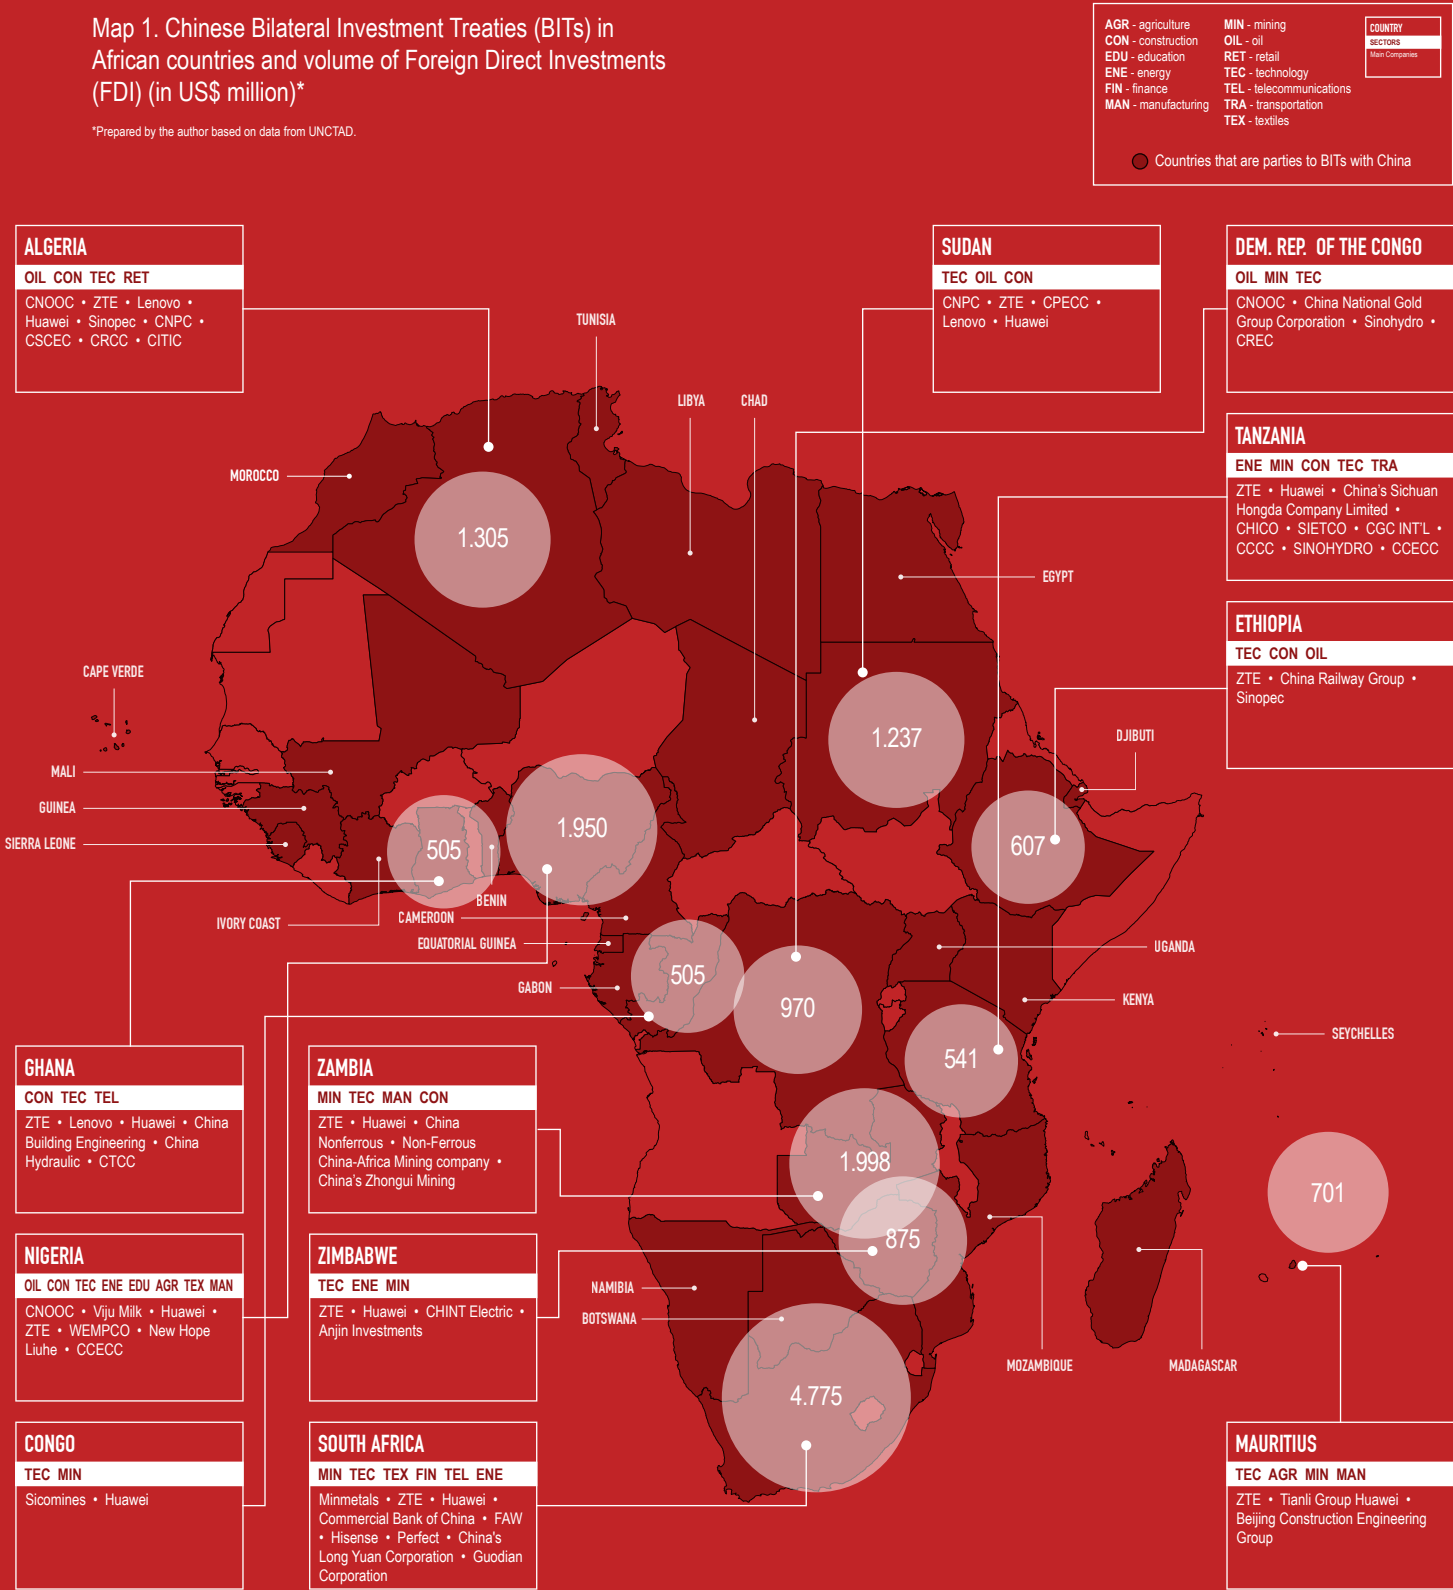 Map 1. Chinese Bilateral Investment Treaties (BITs) in
African countries and volume of Foreign Direct Investments
(FDI) (in US$ million)*
*Prepared by the author based on data from UNCTAD.
AGR - agriculture
CON - construction
EDU - education
ENE - energy
FIN - finance
MAN - manufacturing
MIN - mining
OIL - oil
RET - retail
TEC - technology
TEL - telecommunications
TRA - transportation
TEX - textiles
COUNTRY
SECTORS
Main Companies
Countries that are parties to BITs with China
ALGERIA
OIL CON TEC RET
CNOOC • ZTE • Lenovo •
Huawei • Sinopec • CNPC •
CSCEC • CRCC • CITIC
SUDAN
TEC OIL CON
CNPC • ZTE • CPECC •
Lenovo • Huawei
DEM. REP. OF THE CONGO
OIL MIN TEC
CNOOC • China National Gold
Group Corporation • Sinohydro •
CREC
TANZANIA
ENE MIN CON TEC TRA
ZTE • Huawei • China's Sichuan
Hongda Company Limited •
CHICO • SIETCO • CGC INT'L •
CCCC • SINOHYDRO • CCECC
ETHIOPIA
TEC CON OIL
ZTE • China Railway Group •
Sinopec
TUNISIA
LIBYA
CHAD
MOROCCO
1.305
EGYPT
CAPE VERDE
1.237
DJIBUTI
MALI
GUINEA
SIERRA LEONE
505
1.950
607
BENIN
IVORY COAST
CAMEROON
EQUATORIAL GUINEA
UGANDA
GABON
505
970
KENYA
SEYCHELLES
541
1.998
701
875
NAMIBIA
BOTSWANA
MOZAMBIQUE
MADAGASCAR
4.775
GHANA
CON TEC TEL
ZTE • Lenovo • Huawei • China
Building Engineering • China
Hydraulic • CTCC
ZAMBIA
MIN TEC MAN CON
ZTE • Huawei • China
Nonferrous • Non-Ferrous
China-Africa Mining company •
China's Zhongui Mining
NIGERIA
OIL CON TEC ENE EDU AGR TEX MAN
CNOOC • Viju Milk • Huawei •
ZTE • WEMPCO • New Hope
Liuhe • CCECC
ZIMBABWE
TEC ENE MIN
ZTE • Huawei • CHINT Electric •
Anjin Investments
CONGO
TEC MIN
Sicomines • Huawei
SOUTH AFRICA
MIN TEC TEX FIN TEL ENE
Minmetals • ZTE • Huawei •
Commercial Bank of China • FAW
• Hisense • Perfect • China's
Long Yuan Corporation • Guodian
Corporation
MAURITIUS
TEC AGR MIN MAN
ZTE • Tianli Group Huawei •
Beijing Construction Engineering
Group